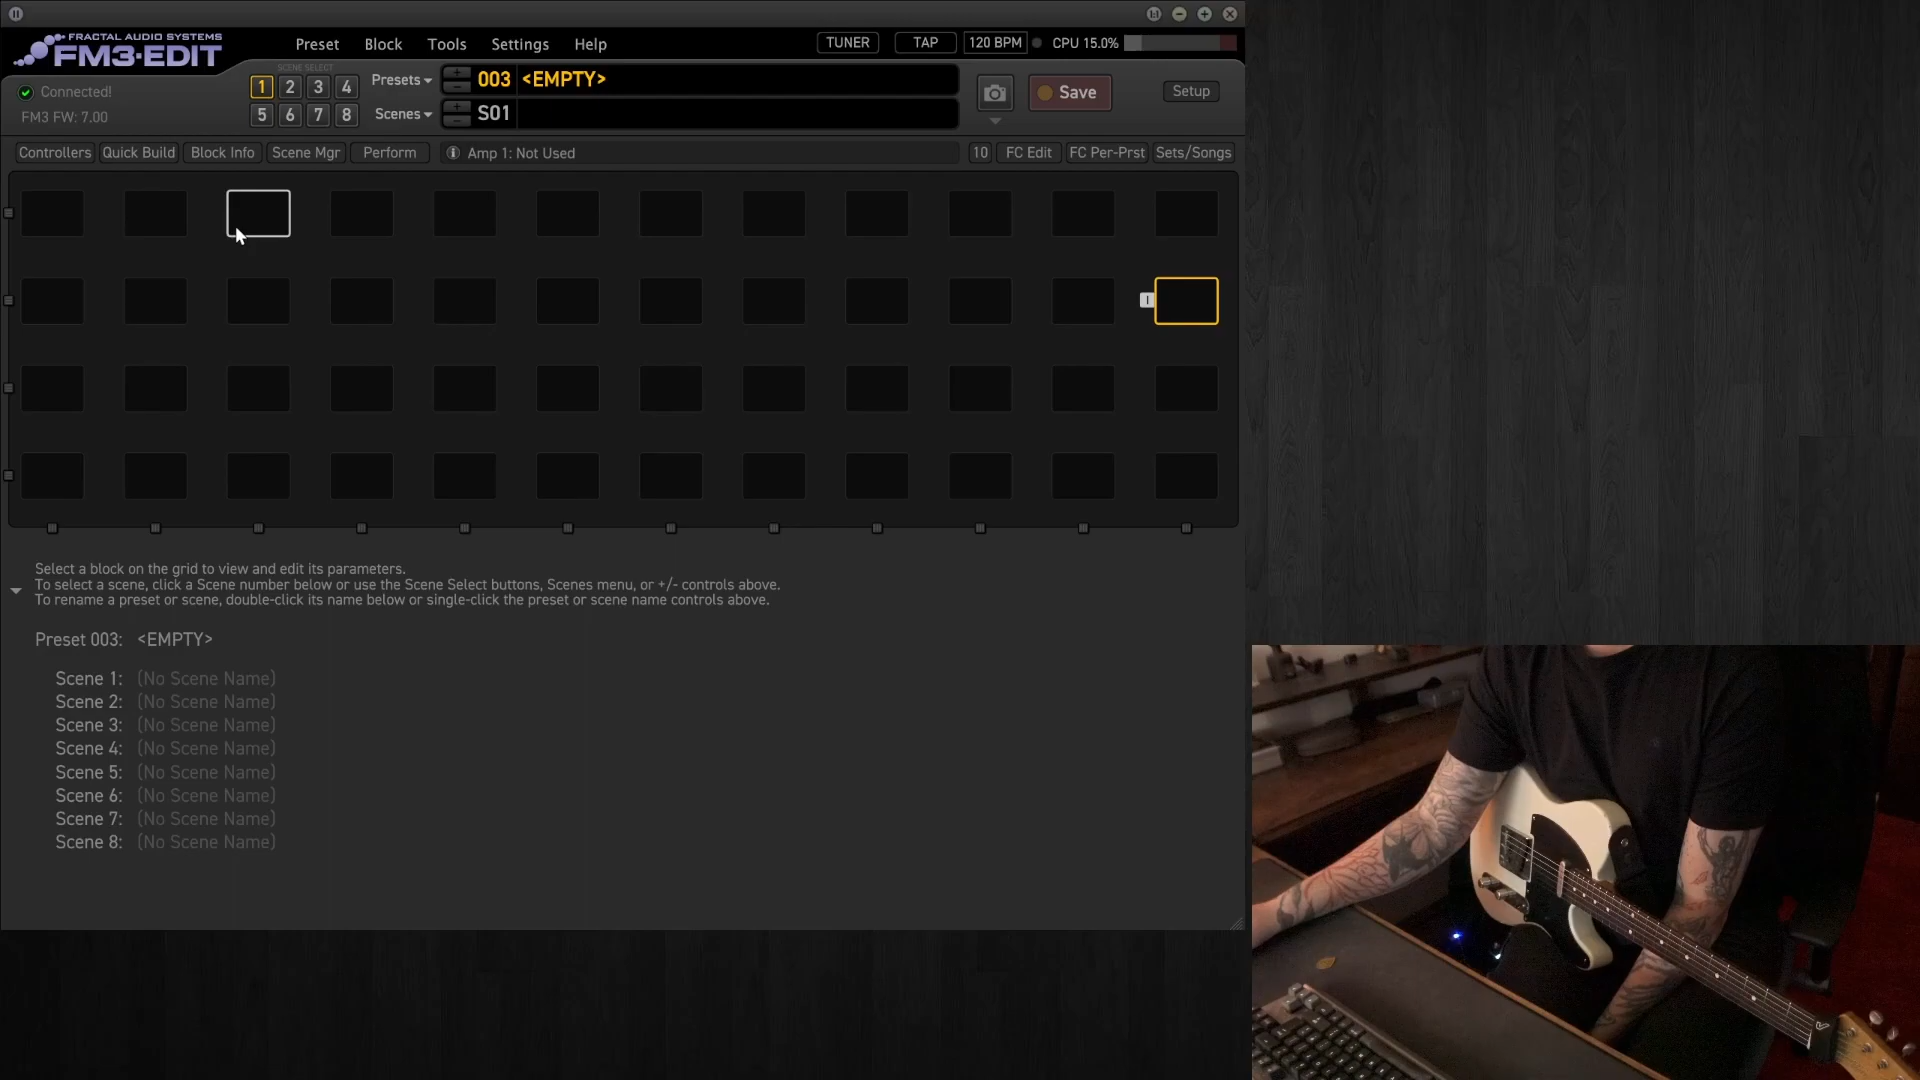 FRACTAL AUDIO SYSTEMS
FM3-EDIT
Preset
Block
Tools
Settings
Help
TUNER
TAP
120 BPM
CPU 15.0%
SCENE SELECT
1 2 3 4
5 6 7 8
Connected!
FM3 FW: 7.00
Presets
003 <EMPTY>
Scenes
S01
Save
Setup
Controllers
Quick Build
Block Info
Scene Mgr
Perform
Amp 1: Not Used
10
FC Edit
FC Per-Prst
Sets/Songs
I
Select a block on the grid to view and edit its parameters.
To select a scene, click a Scene number below or use the Scene Select buttons, Scenes menu, or +/- controls above.
To rename a preset or scene, double-click its name below or single-click the preset or scene name controls above.
Preset 003: <EMPTY>
Scene 1: (No Scene Name)
Scene 2: (No Scene Name)
Scene 3: (No Scene Name)
Scene 4: (No Scene Name)
Scene 5: (No Scene Name)
Scene 6: (No Scene Name)
Scene 7: (No Scene Name)
Scene 8: (No Scene Name)